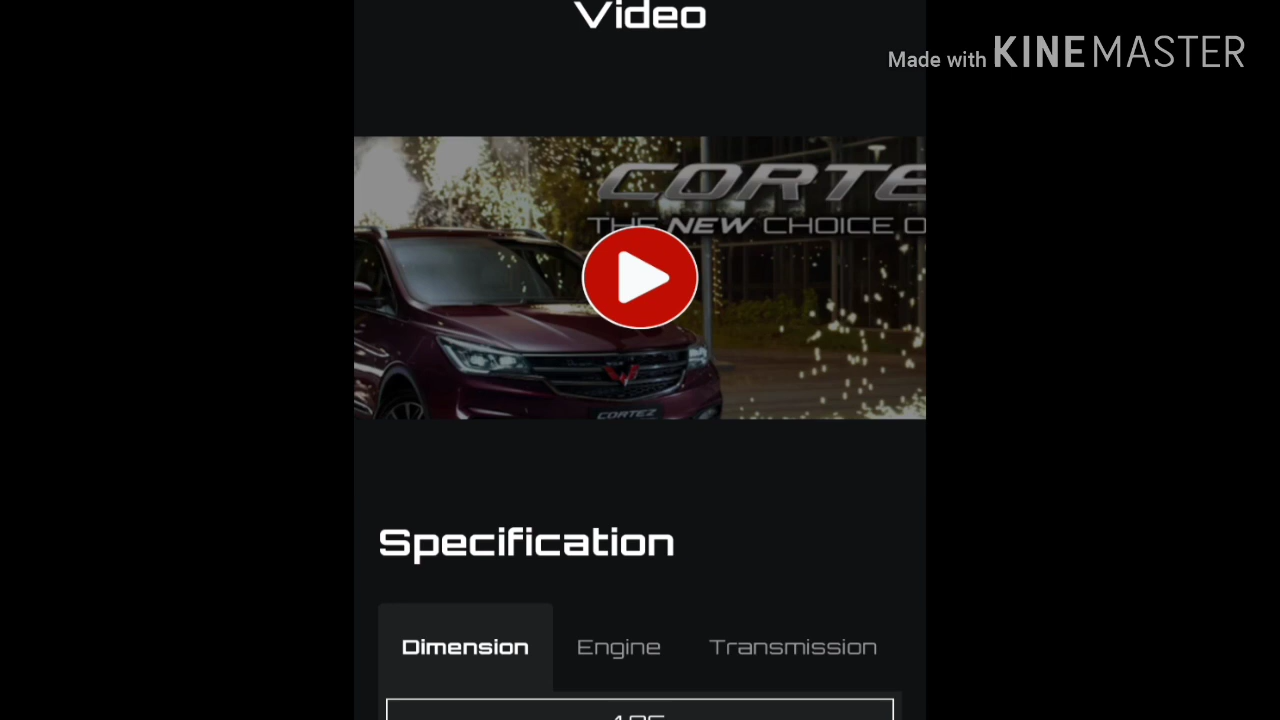 Video
Made with KINEMASTER
CORTE
THE NEW CHOICE O
CORTEZ
Specification
Dimension Engine Transmission